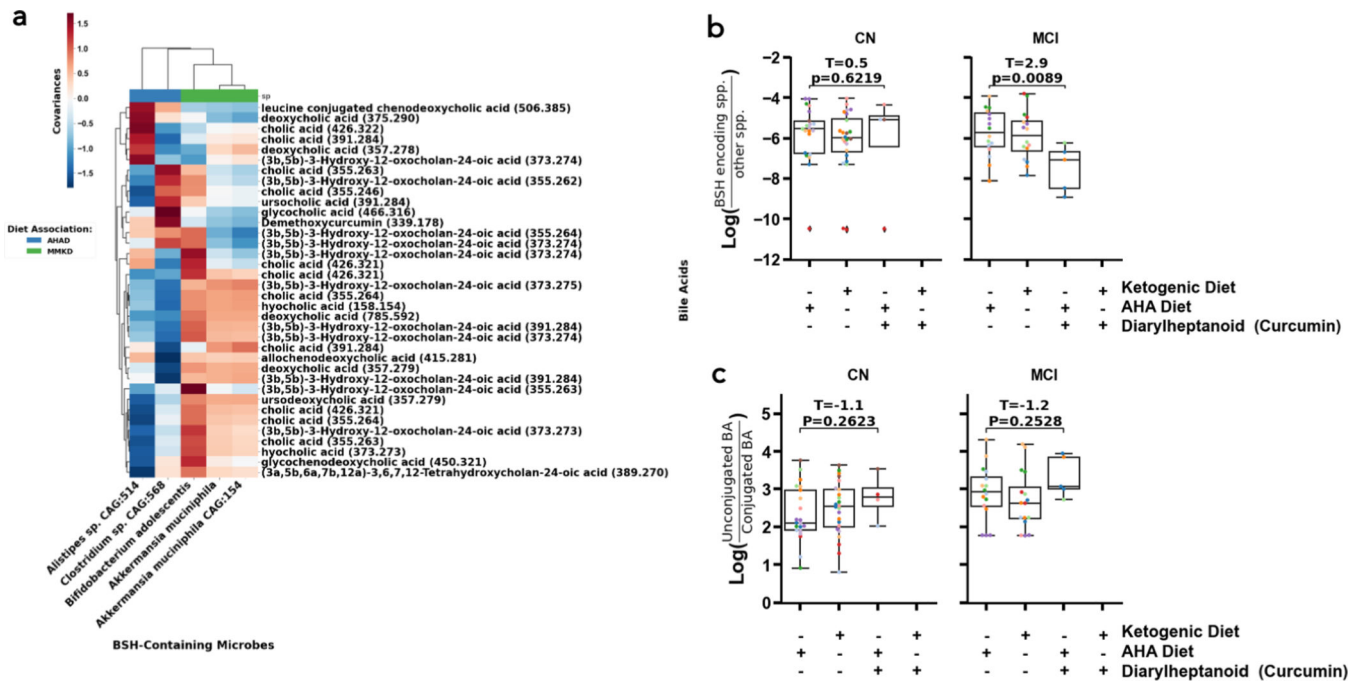 a
1.5
1.0
0.5
0.0
-0.5
-1.0
-1.5
Covariances
Diet Association:
AHAD
MMKD
sp
leucine conjugated chenodeoxycholic acid (506.385)
deoxycholic acid (375.290)
cholic acid (426.322)
cholic acid (391.284)
deoxycholic acid (357.278)
(3b,5b)-3-Hydroxy-12-oxocholan-24-oic acid (373.274)
cholic acid (355.263)
(3b,5b)-3-Hydroxy-12-oxocholan-24-oic acid (355.262)
cholic acid (355.246)
ursocholic acid (391.284)
glycocholic acid (466.316)
Demethoxycurcumin (339.178)
(3b,5b)-3-Hydroxy-12-oxocholan-24-oic acid (355.264)
(3b,5b)-3-Hydroxy-12-oxocholan-24-oic acid (373.274)
(3b,5b)-3-Hydroxy-12-oxocholan-24-oic acid (373.274)
cholic acid (426.321)
cholic acid (426.321)
(3b,5b)-3-Hydroxy-12-oxocholan-24-oic acid (373.275)
cholic acid (355.264)
hyocholic acid (158.154)
deoxycholic acid (785.592)
(3b,5b)-3-Hydroxy-12-oxocholan-24-oic acid (391.284)
(3b,5b)-3-Hydroxy-12-oxocholan-24-oic acid (373.274)
cholic acid (391.284)
allochenodeoxycholic acid (415.281)
deoxycholic acid (357.279)
(3b,5b)-3-Hydroxy-12-oxocholan-24-oic acid (391.284)
(3b,5b)-3-Hydroxy-12-oxocholan-24-oic acid (355.263)
ursodeoxycholic acid (357.279)
cholic acid (426.321)
cholic acid (355.264)
(3b,5b)-3-Hydroxy-12-oxocholan-24-oic acid (373.273)
cholic acid (355.263)
hyocholic acid (373.273)
glycochenodeoxycholic acid (450.321)
(3a,5b,6a,7b,12a)-3,6,7,12-Tetrahydroxycholan-24-oic acid (389.270)
Bile Acids
Alistipes sp. CAG:514
Clostridium sp. CAG:568
Bifidobacterium adolescentis
Akkermansia muciniphila
Akkermansia muciniphila CAG:154
BSH-Containing Microbes
b
CN
MCI
T=0.5
p=0.6219
T=2.9
p=0.0089
Log(BSH encoding spp. / other spp.)
−2
−4
−6
−8
−10
−12
- + - + - + - + Ketogenic Diet
+ - + - + - + - AHA Diet
- - + + - - + + Diarylheptanoid (Curcumin)
c
CN
MCI
T=-1.1
P=0.2623
T=-1.2
P=0.2528
Log(Unconjugated BA / Conjugated BA)
5
4
3
2
1
0
- + - + - + - + Ketogenic Diet
+ - + - + - + - AHA Diet
- - + + - - + + Diarylheptanoid (Curcumin)